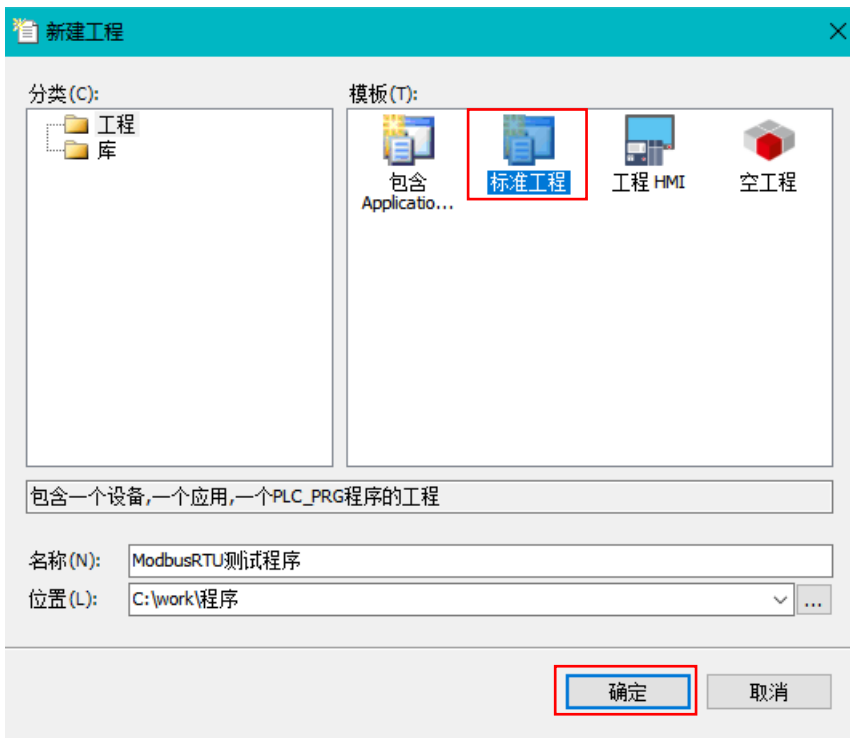 新建工程
分类(C):
模板(T):
工程
库
包含
Applicatio...
标准工程
工程 HMI
空工程
包含一个设备,一个应用,一个PLC_PRG程序的工程
名称(N):
ModbusRTU测试程序
位置(L):
C:\work\程序
...
确定
取消